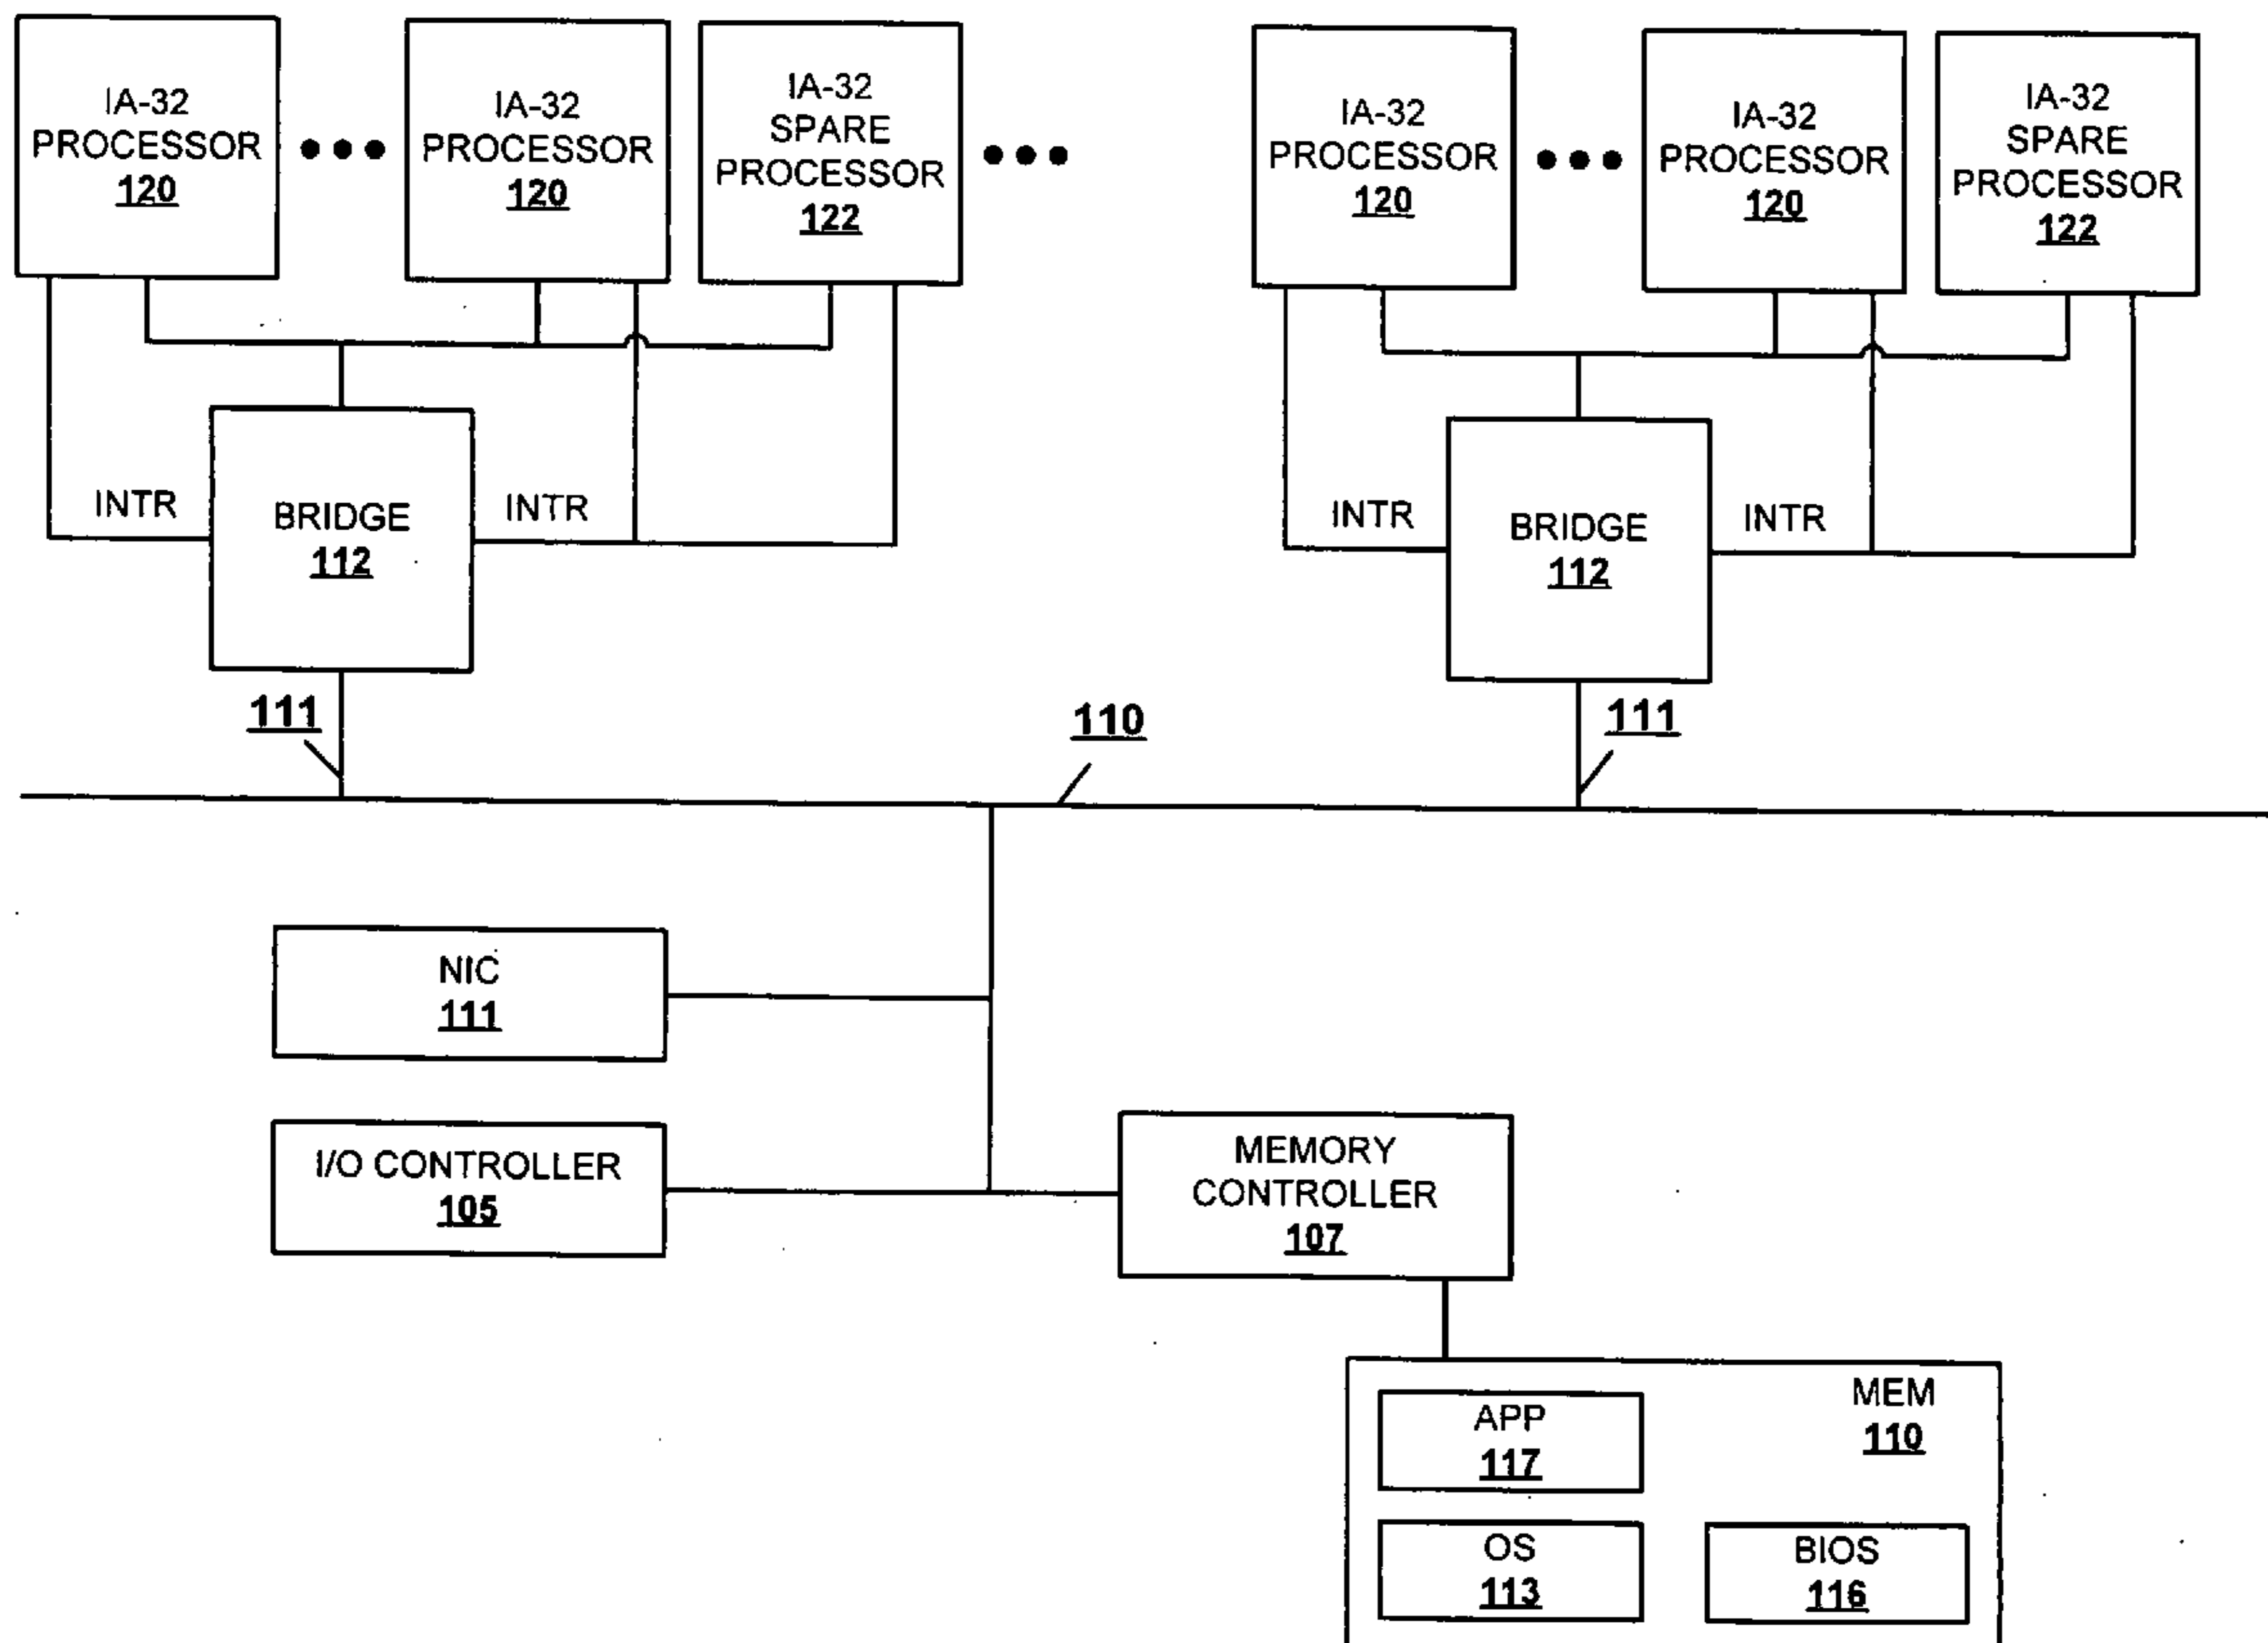 IA-32
PROCESSOR
120
IA-32
PROCESSOR
120
IA-32
SPARE
PROCESSOR
122
IA-32
PROCESSOR
120
IA-32
PROCESSOR
120
IA-32
SPARE
PROCESSOR
122
INTR
BRIDGE
112
INTR
INTR
BRIDGE
112
INTR
111
110
111
NIC
111
I/O CONTROLLER
105
MEMORY
CONTROLLER
107
MEM
110
APP
117
OS
113
BIOS
116